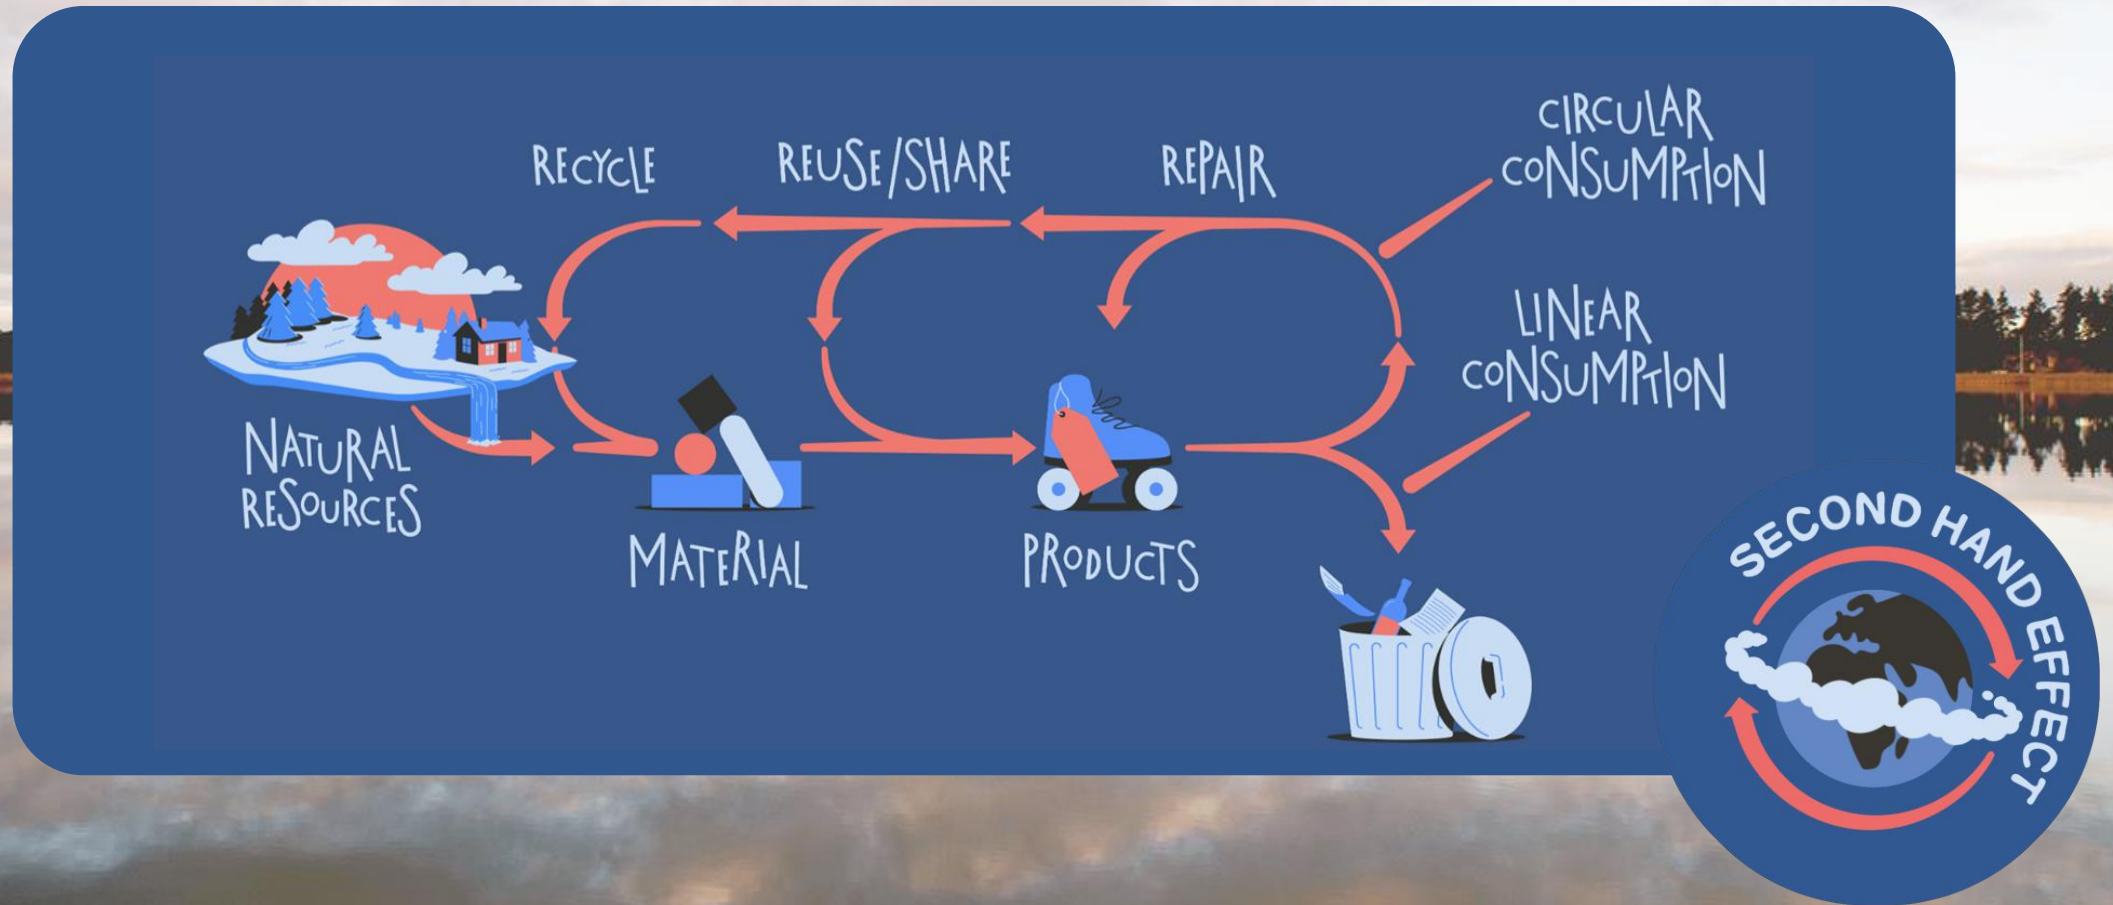 RECYCLE
REUSE/SHARE
REPAIR
CIRCULAR
CONSUMPTION
LINEAR
CONSUMPTION
NATURAL
RESOURCES
MATERIAL
PRODUCTS
SECOND HAND EFFECT